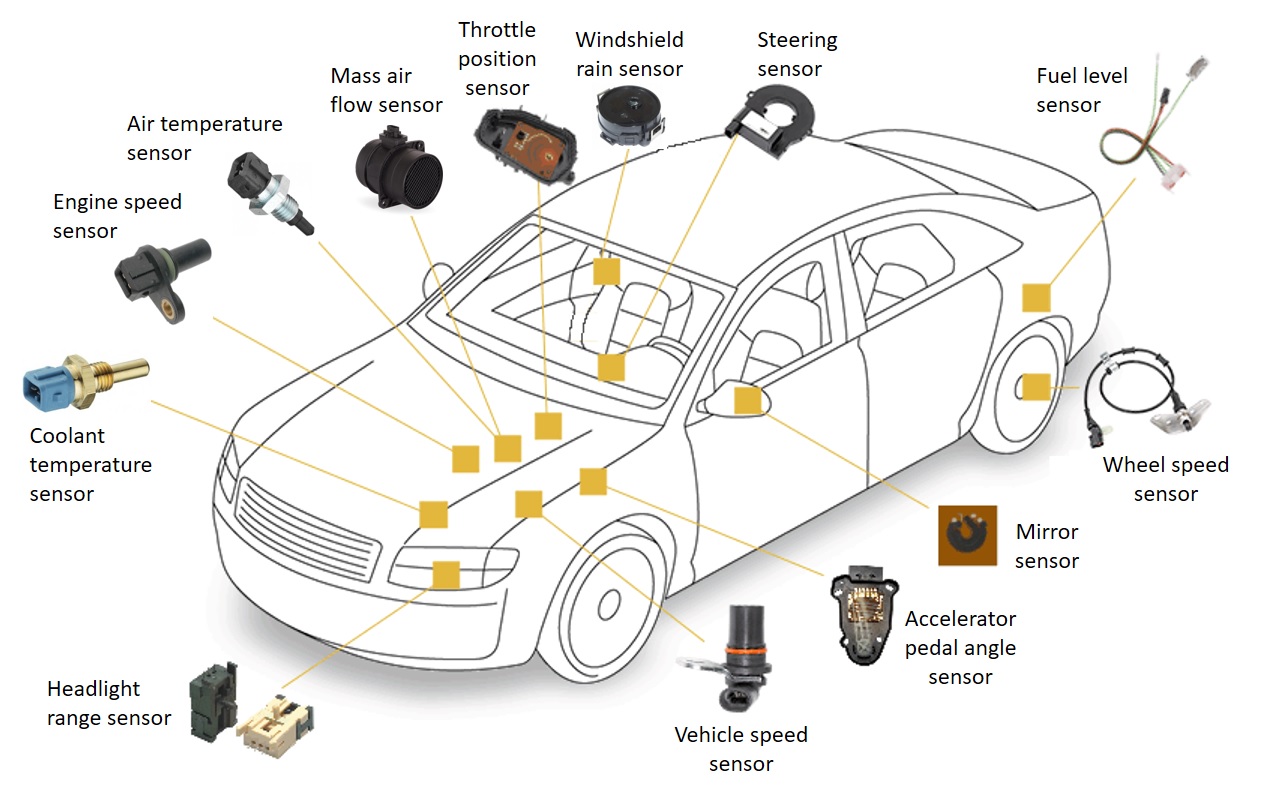 Throttle
position
sensor
Windshield
rain sensor
Steering
sensor
Mass air
flow sensor
Fuel level
sensor
Air temperature
sensor
Engine speed
sensor
Coolant
temperature
sensor
Wheel speed
sensor
Mirror
sensor
Accelerator
pedal angle
sensor
Headlight
range sensor
Vehicle speed
sensor